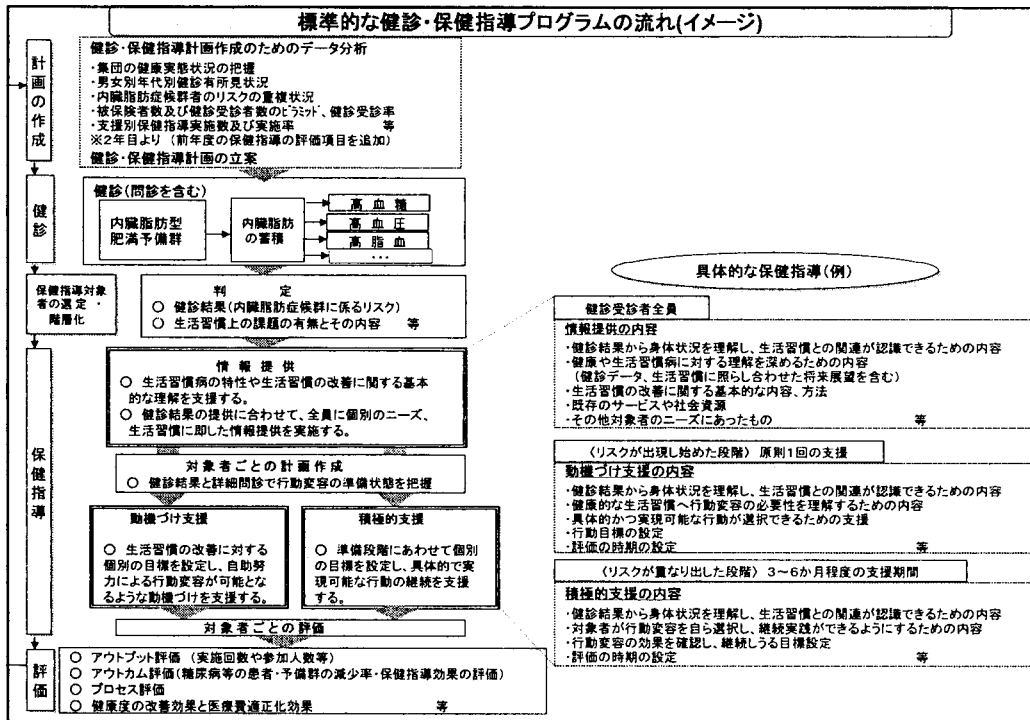 標準的な健診・保健指導プログラムの流れ(イメージ)
計画の作成
健診・保健指導計画作成のためのデータ分析
・集団の健康実態状況の把握
・男女別年代別健診有所見状況
・内臓脂肪症候群者のリスクの重複状況
・被保険者数及び健診受診者数のピラミッド、健診受診率
・支援別保健指導実施数及び実施率 等
※2年目より (前年度の保健指導の評価項目を追加)
健診・保健指導計画の立案
健診
健診(問診を含む)
内臓脂肪型
肥満予備群
内臓脂肪
の蓄積
高血糖
高血圧
高脂血
・・・
保健指導対象
者の選定・
階層化
判 定
○ 健診結果(内臓脂肪症候群に係るリスク)
○ 生活習慣上の課題の有無とその内容 等
保健指導
情報提供
○ 生活習慣病の特性や生活習慣の改善に関する基本
的な理解を支援する。
○ 健診結果の提供に合わせて、全員に個別のニーズ、
生活習慣に即した情報提供を実施する。
対象者ごとの計画作成
○ 健診結果と詳細問診で行動変容の準備状態を把握
動機づけ支援
○ 生活習慣の改善に対する
個別の目標を設定し、自助努
力による行動変容が可能とな
るような動機づけを支援する。
積極的支援
○ 準備段階にあわせて個別
の目標を設定し、具体的で実
現可能な行動の継続を支援す
る。
対象者ごとの評価
評価
○ アウトプット評価 (実施回数や参加人数等)
○ アウトカム評価(糖尿病等の患者・予備群の減少率・保健指導効果の評価)
○ プロセス評価
○ 健康度の改善効果と医療費適正化効果 等
具体的な保健指導(例)
健診受診者全員
情報提供の内容
・健診結果から身体状況を理解し、生活習慣との関連が認識できるための内容
・健康や生活習慣病に対する理解を深めるための内容
(健診データ、生活習慣に照らし合わせた将来展望を含む)
・生活習慣の改善に関する基本的な内容、方法
・既存のサービスや社会資源
・その他対象者のニーズにあったもの 等
〈リスクが出現し始めた段階〉 原則1回の支援
動機づけ支援の内容
・健診結果から身体状況を理解し、生活習慣との関連が認識できるための内容
・健康的な生活習慣へ行動変容の必要性を理解するための内容
・具体的かつ実現可能な行動が選択できるための支援
・行動目標の設定
・評価の時期の設定 等
〈リスクが重なり出した段階〉 3~6か月程度の支援期間
積極的支援の内容
・健診結果から身体状況を理解し、生活習慣との関連が認識できるための内容
・対象者が行動変容を自ら選択し、継続実践ができるようにするための内容
・行動変容の効果を確認し、継続しうる目標設定
・評価の時期の設定 等